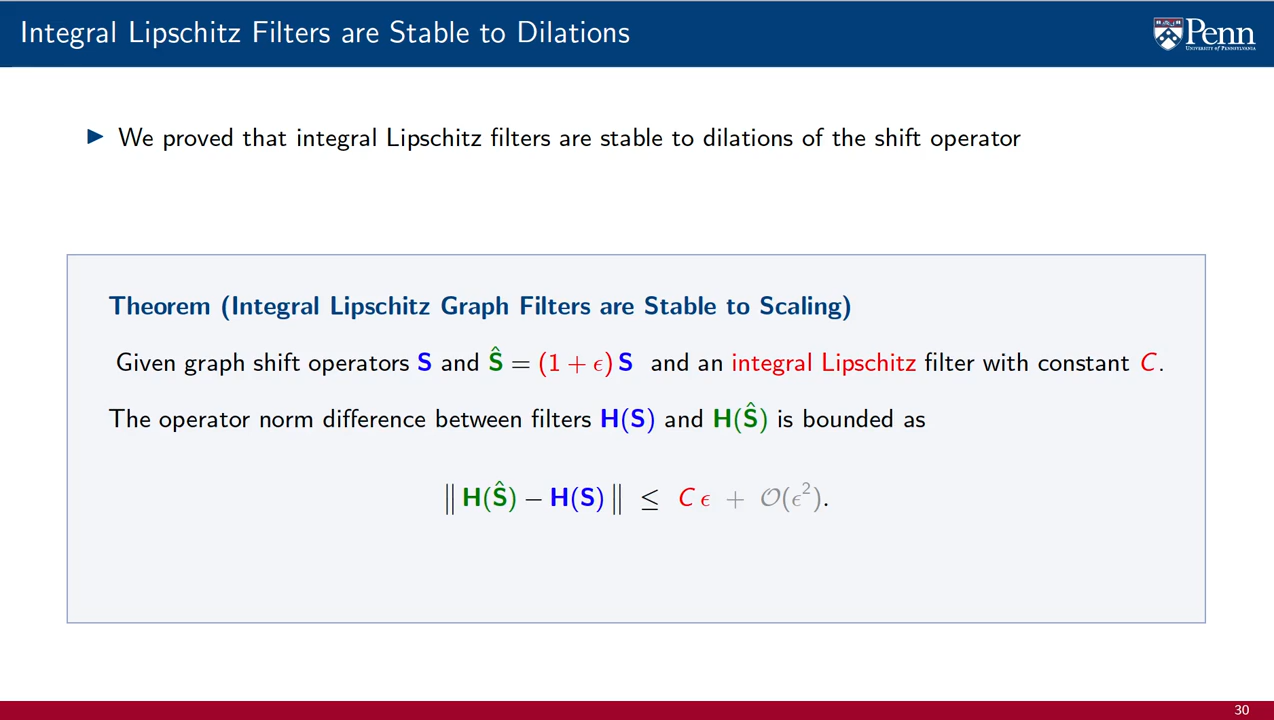 Integral Lipschitz Filters are Stable to Dilations
Penn
UNIVERSITY of PENNSYLVANIA
► We proved that integral Lipschitz filters are stable to dilations of the shift operator
Theorem (Integral Lipschitz Graph Filters are Stable to Scaling)
Given graph shift operators S and Ŝ = (1 + ϵ) S and an integral Lipschitz filter with constant C.
The operator norm difference between filters H(S) and H(Ŝ) is bounded as
‖ H(Ŝ) − H(S) ‖ ≤ C ϵ + 𝒪(ϵ²).
30